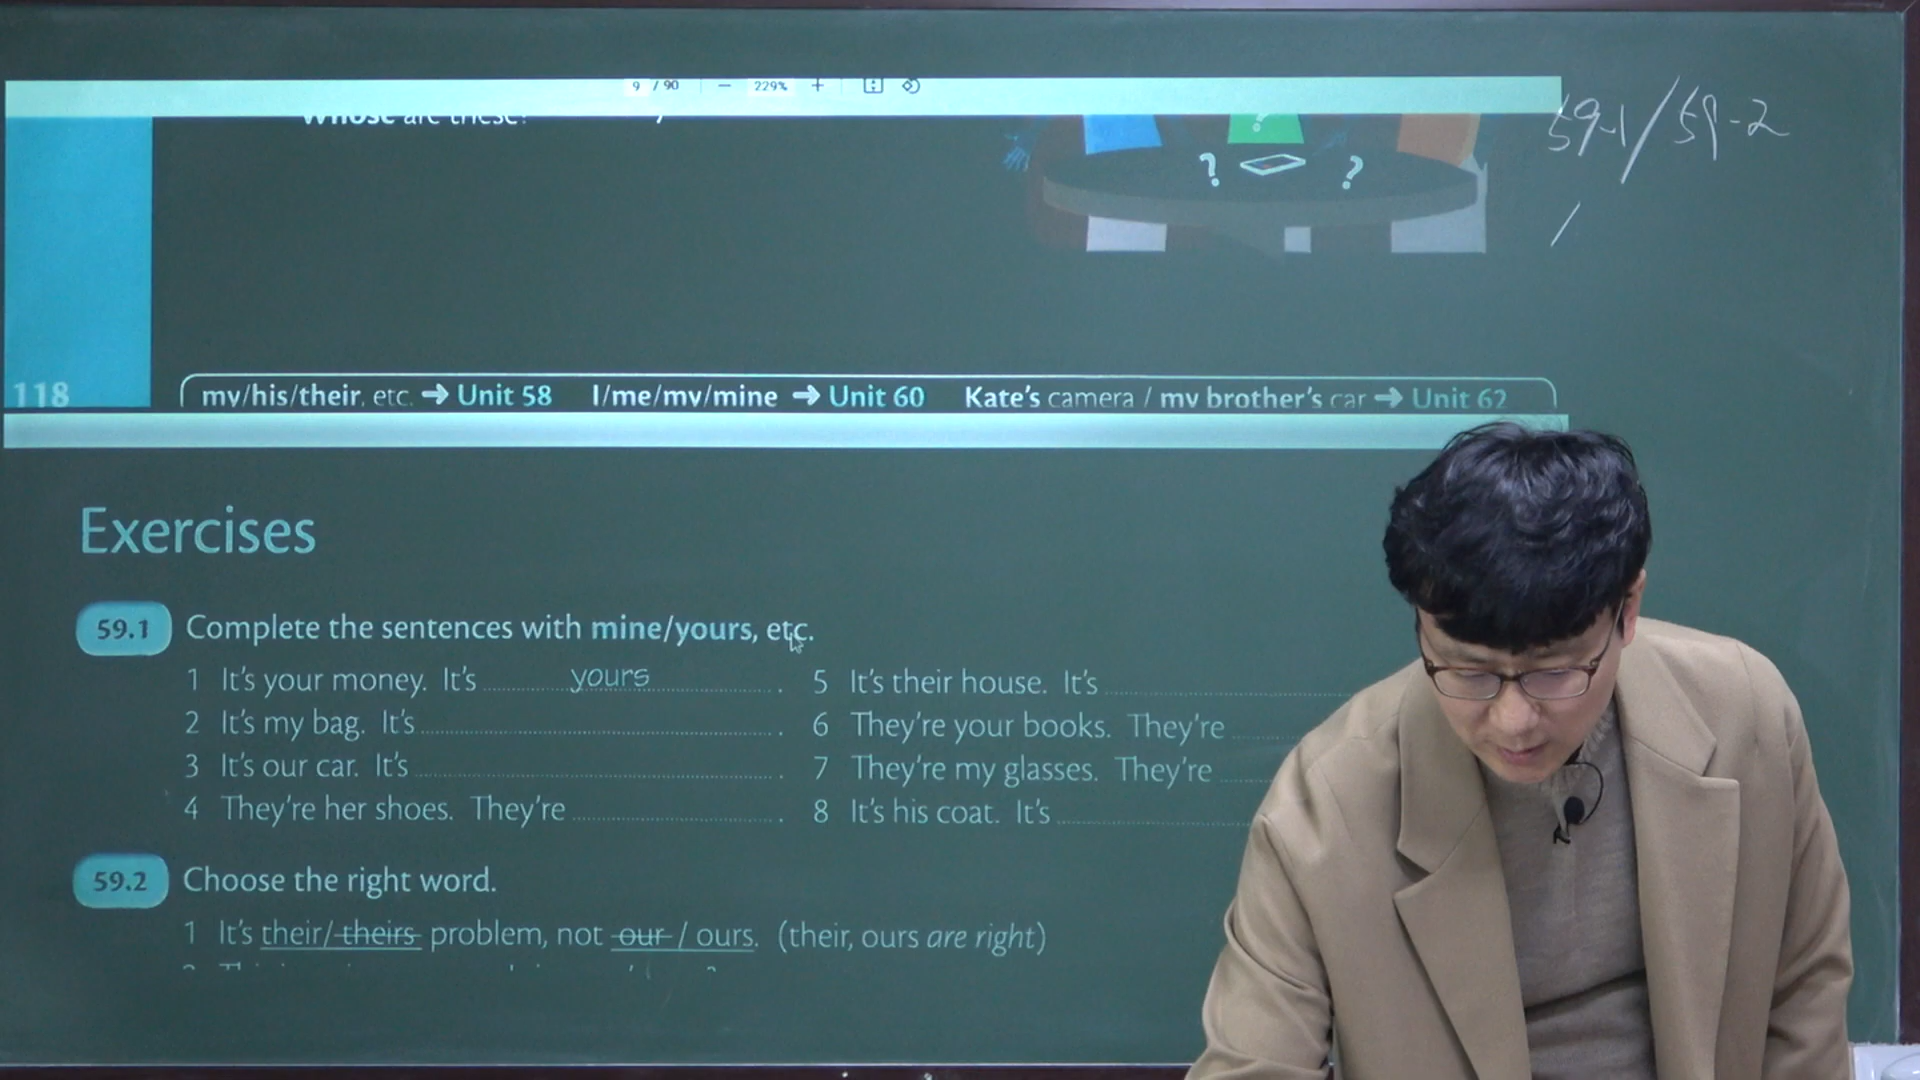 9 / 90 − 229% +
Whose are these?
? ? ?
59-1 / 59-2
/
118
my/his/their, etc. → Unit 58 I/me/my/mine → Unit 60 Kate's camera / my brother's car → Unit 62
Exercises
59.1 Complete the sentences with mine/yours, etc.
1 It's your money. It's yours .
2 It's my bag. It's .
3 It's our car. It's .
4 They're her shoes. They're .
5 It's their house. It's
6 They're your books. They're
7 They're my glasses. They're
8 It's his coat. It's
59.2 Choose the right word.
1 It's their/theirs problem, not our / ours. (their, ours are right)